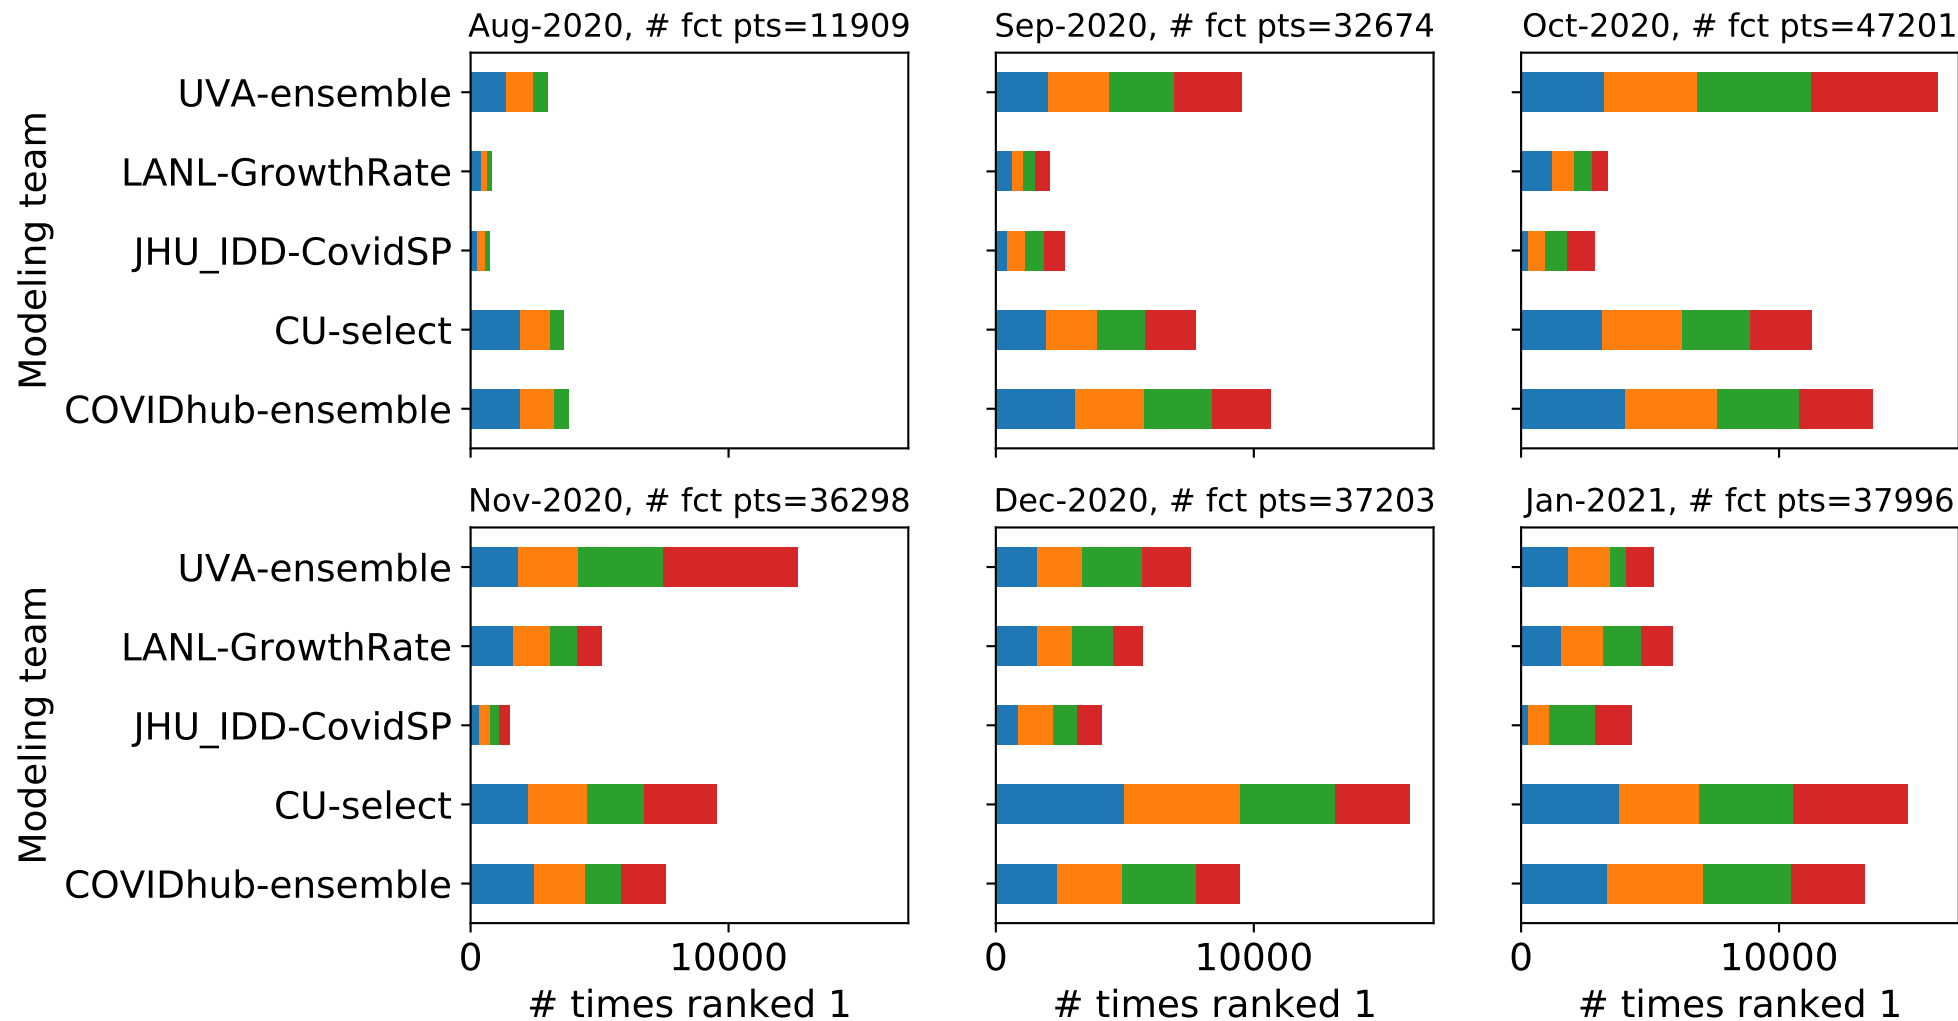 Aug-2020, # fct pts=11909
Sep-2020, # fct pts=32674
Oct-2020, # fct pts=47201
Modeling team
UVA-ensemble
LANL-GrowthRate
JHU_IDD-CovidSP
CU-select
COVIDhub-ensemble
Nov-2020, # fct pts=36298
Dec-2020, # fct pts=37203
Jan-2021, # fct pts=37996
Modeling team
UVA-ensemble
LANL-GrowthRate
JHU_IDD-CovidSP
CU-select
COVIDhub-ensemble
0 10000
0 10000
0 10000
# times ranked 1
# times ranked 1
# times ranked 1